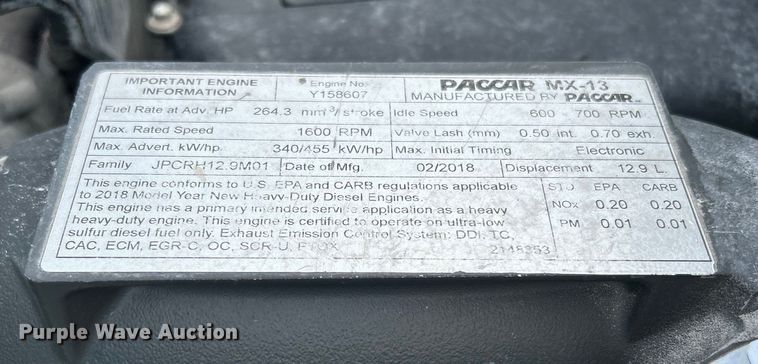 IMPORTANT ENGINE
INFORMATION
Engine No.
Y158607
PACCAR MX-13
MANUFACTURED BY PACCAR
Fuel Rate at Adv. HP 264.3 mm³/stroke
Idle Speed 600 700 RPM
Max. Rated Speed 1600 RPM
Valve Lash (mm) 0.50 int. 0.70 exh.
Max. Advert. kW/hp. 340/455 kW/hp
Max. Initial Timing Electronic
Family JPCRH12.9M01
Date of Mfg. 02/2018
Displacement 12.9 L.
This engine conforms to U.S. EPA and CARB regulations applicable
to 2018 Model Year New Heavy-Duty Diesel Engines.
This engine has a primary intended service application as a heavy
heavy-duty engine. This engine is certified to operate on ultra-low
sulfur diesel fuel only. Exhaust Emission Control System: DDI, TC,
CAC, ECM, EGR-C, OC, SCR-U, PTOX
2148353
STD EPA CARB
NOx 0.20 0.20
PM 0.01 0.01
Purple Wave Auction